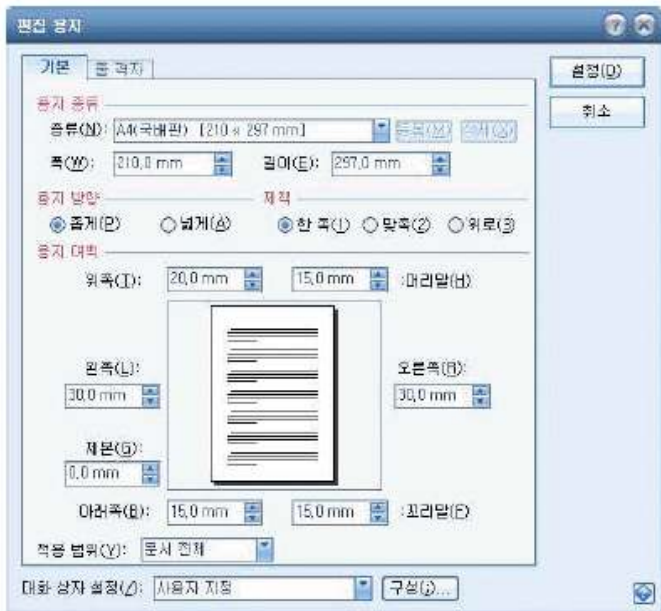 편집 용지
기본 줄 격자
설정(D)
취소
용지 종류
종류(N): A4(국배판) [210 x 297 mm] 등록(M) 삭제(X)
폭(W): 210,0 mm 길이(E): 297,0 mm
용지 방향 제책
좁게(P) 넓게(A) 한 쪽(1) 맞쪽(2) 위로(3)
용지 여백
위쪽(T): 20,0 mm 15,0 mm :머리말(H)
왼쪽(L): 오른쪽(R):
30,0 mm 30,0 mm
제본(G):
0,0 mm
아래쪽(B): 15,0 mm 15,0 mm :꼬리말(F)
적용 범위(Y): 문서 전체
대화 상자 설정(/): 사용자 지정 구성(;)...